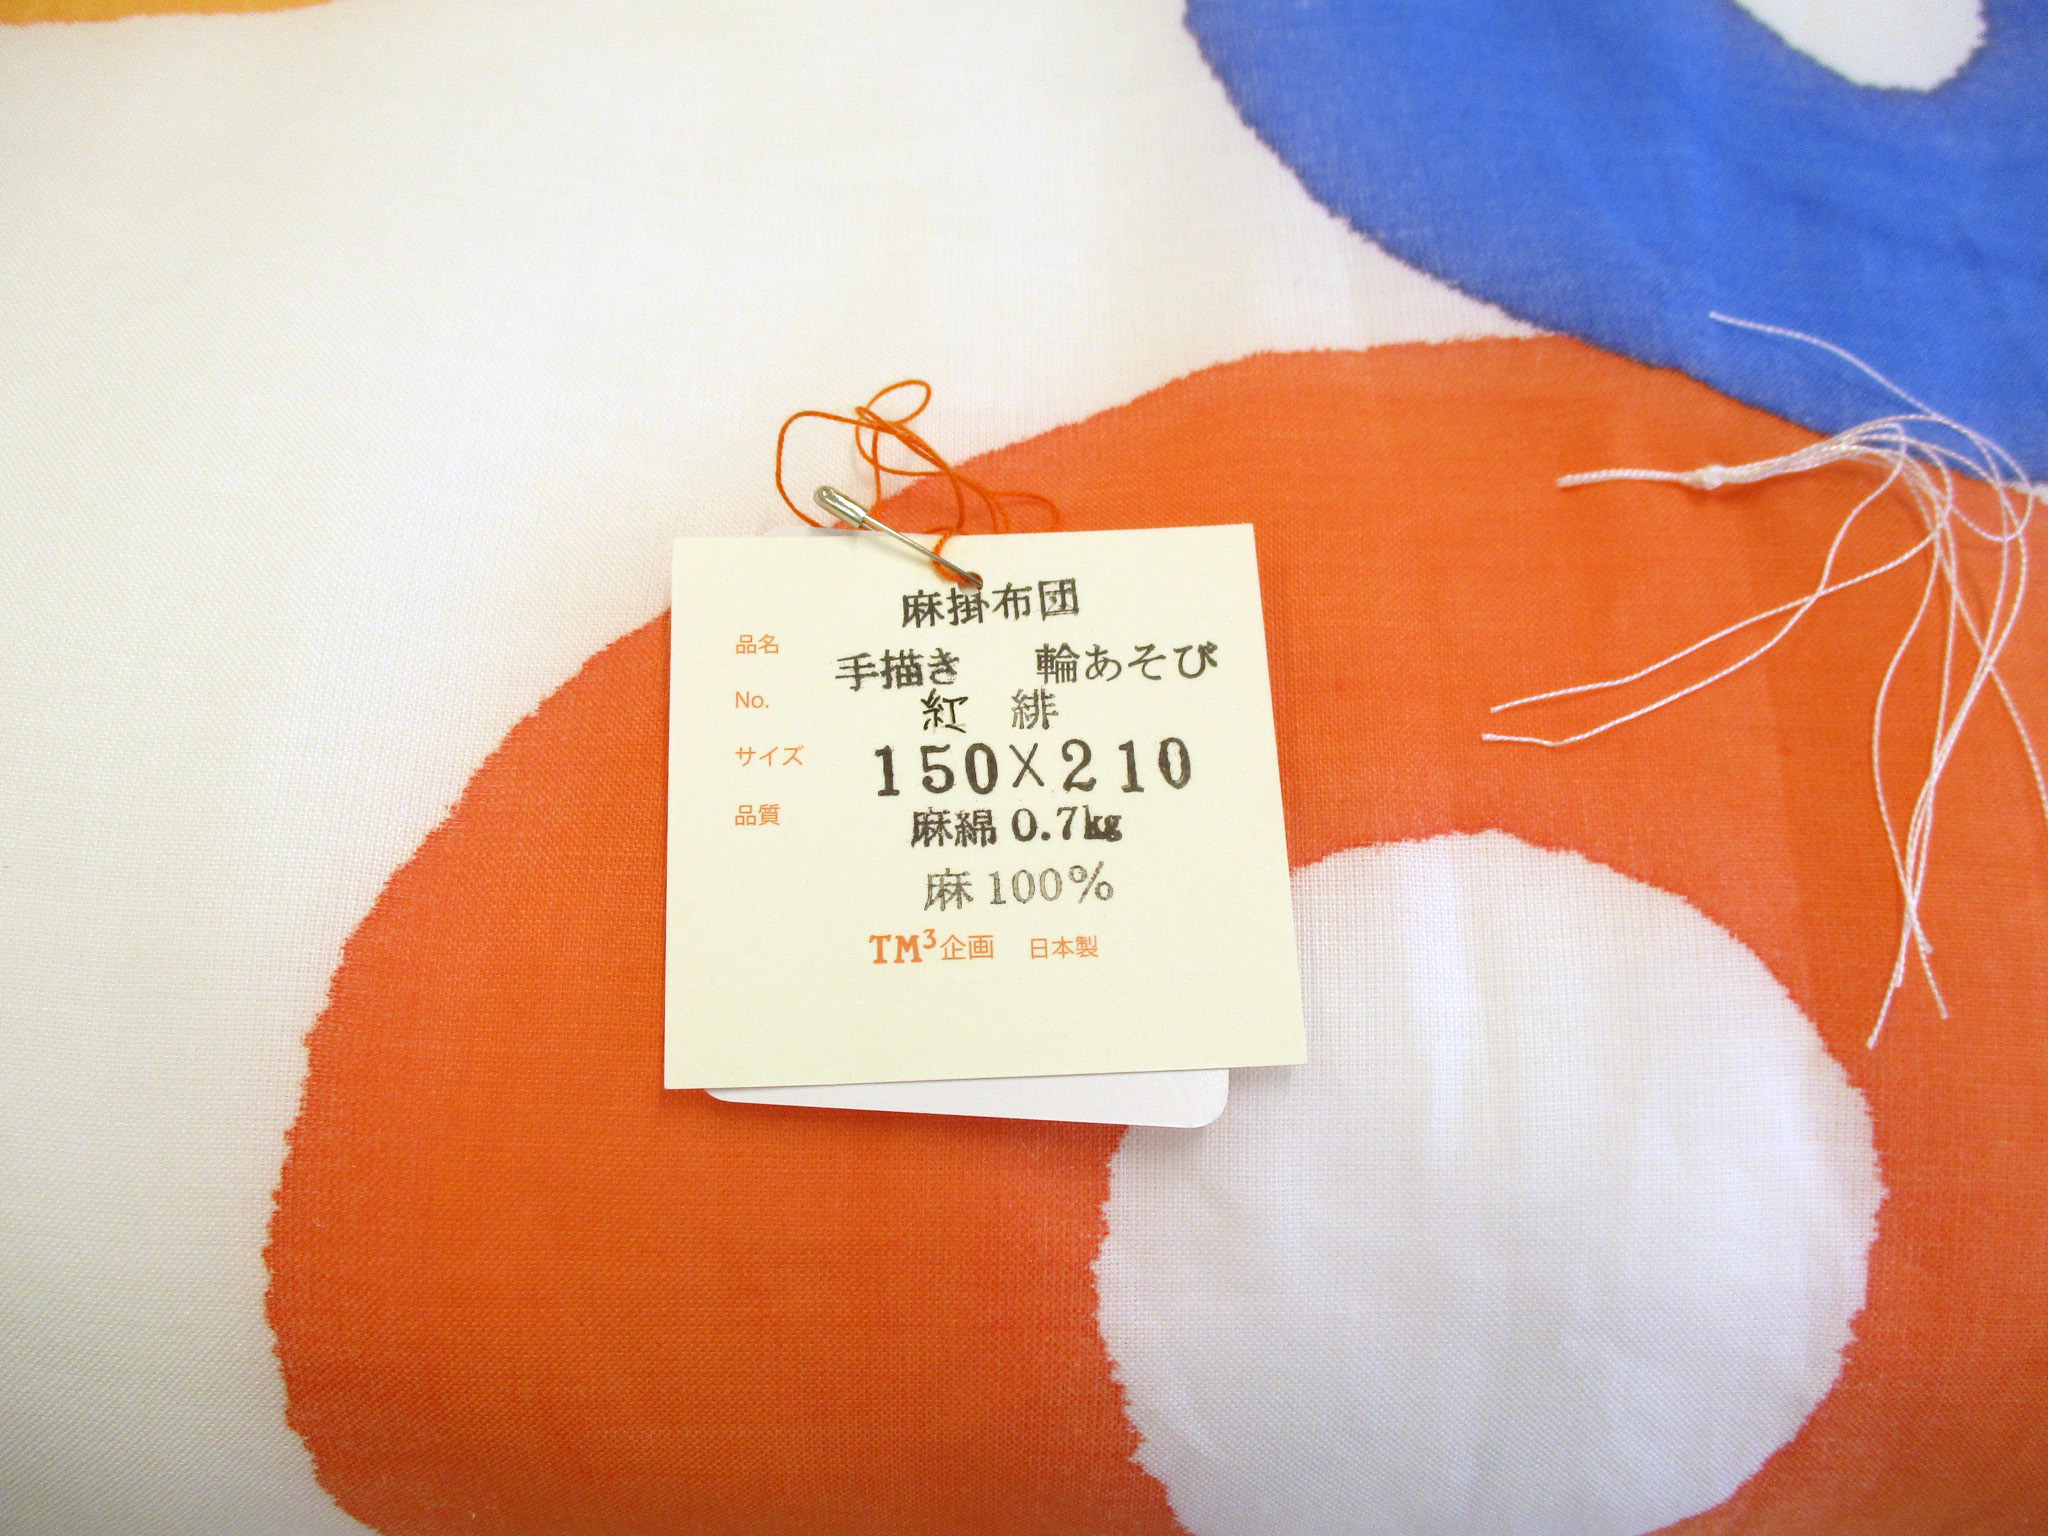 麻掛布団
品名
手描き 輪あそび
No.
紅 緋
サイズ
150×210
品質
麻綿 0.7kg
麻 100%
TM³企画 日本製